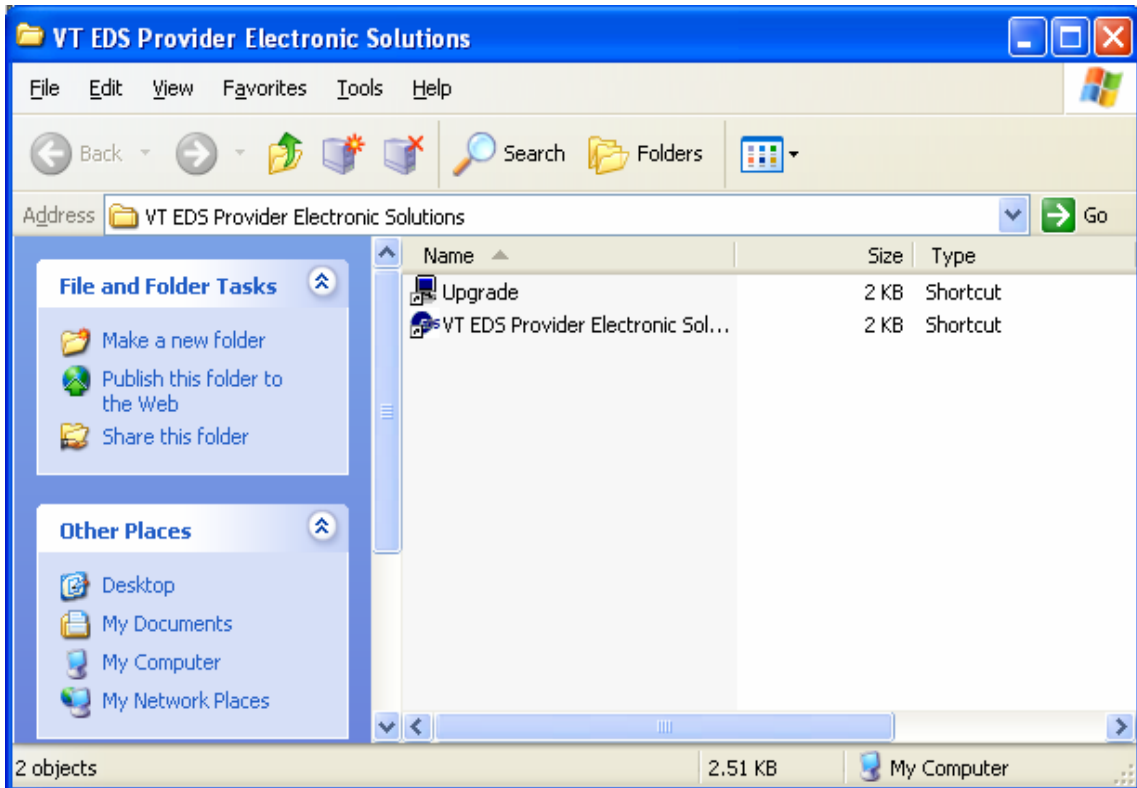 VT EDS Provider Electronic Solutions
File Edit View Favorites Tools Help
Back Search Folders
Address VT EDS Provider Electronic Solutions Go
Name Size Type
File and Folder Tasks
Upgrade 2 KB Shortcut
VT EDS Provider Electronic Sol... 2 KB Shortcut
Make a new folder
Publish this folder to
the Web
Share this folder
Other Places
Desktop
My Documents
My Computer
My Network Places
2 objects 2.51 KB My Computer